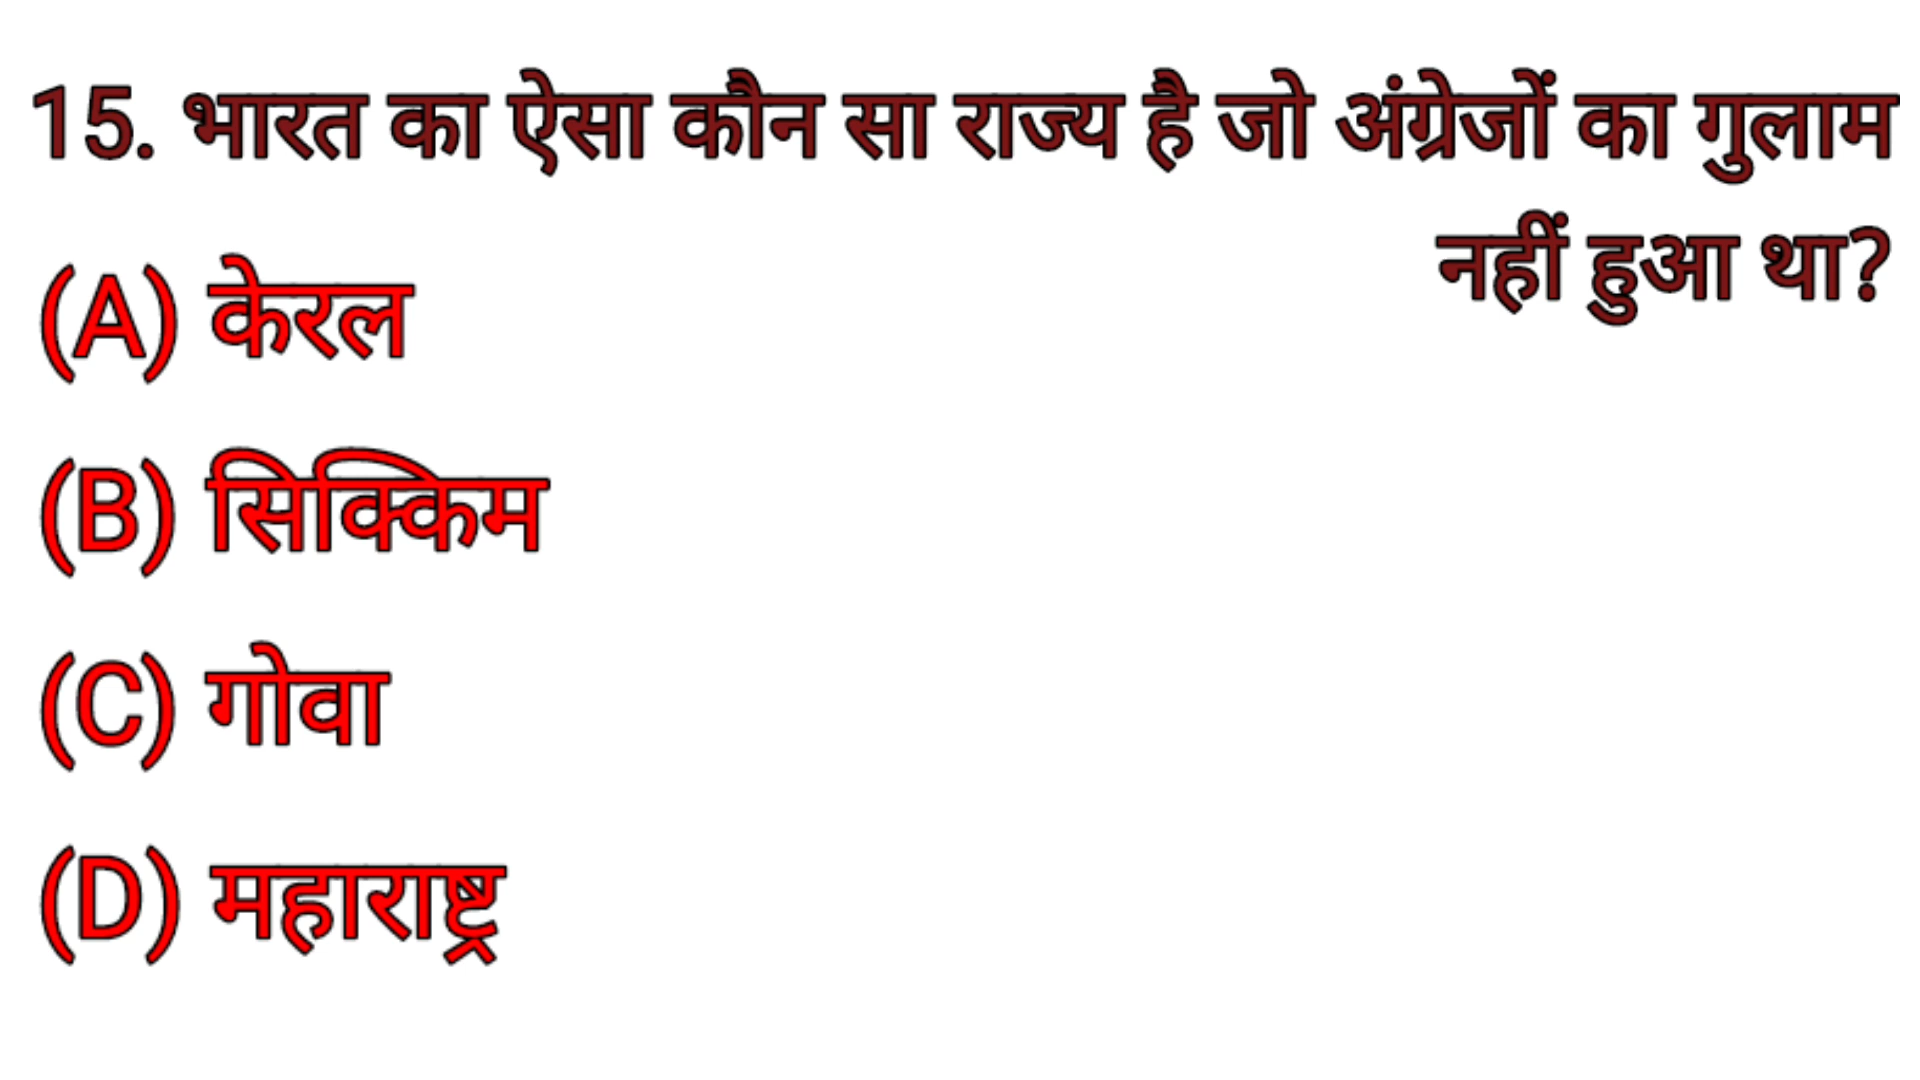 15. भारत का ऐसा कौन सा राज्य है जो अंग्रेजों का गुलाम
नहीं हुआ था?
(A) केरल
(B) सिक्किम
(C) गोवा
(D) महाराष्ट्र